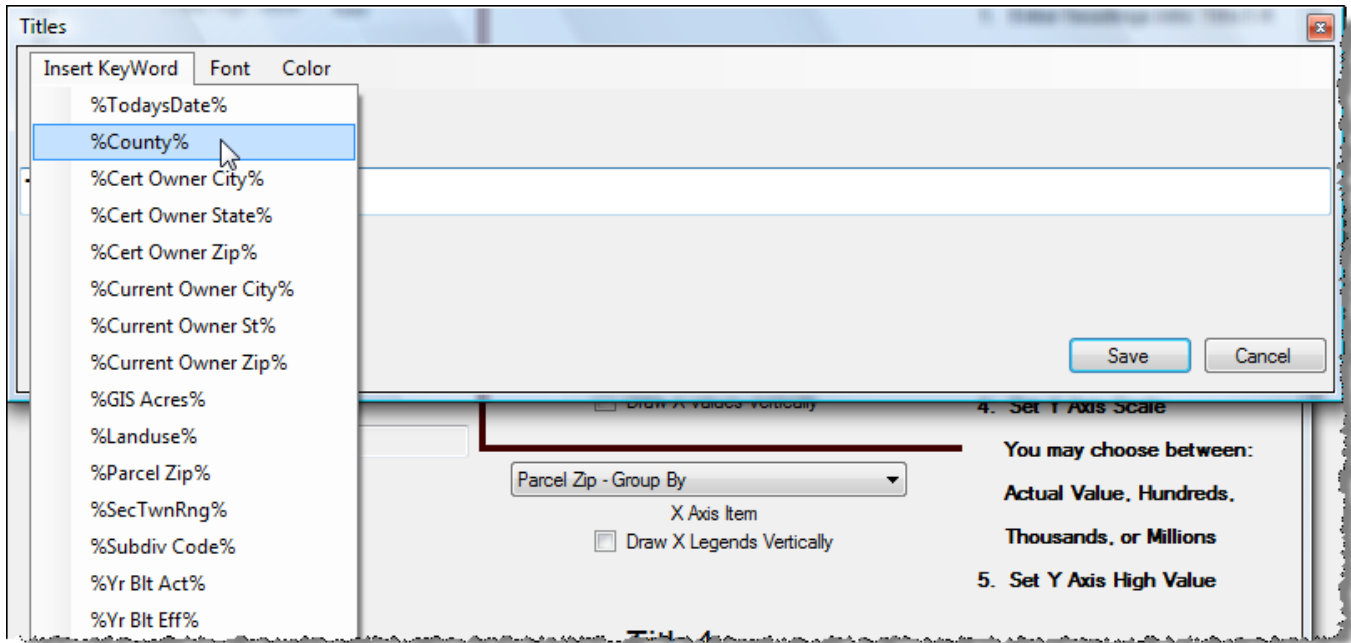 Titles
Insert KeyWord Font Color
%TodaysDate%
%County%
%Cert Owner City%
%Cert Owner State%
%Cert Owner Zip%
%Current Owner City%
%Current Owner St%
%Current Owner Zip%
%GIS Acres%
%Landuse%
%Parcel Zip%
%SecTwnRng%
%Subdiv Code%
%Yr Blt Act%
%Yr Blt Eff%
Save Cancel
Draw X Values Vertically
Parcel Zip - Group By
X Axis Item
Draw X Legends Vertically
4. Set Y Axis Scale
You may choose between:
Actual Value, Hundreds,
Thousands, or Millions
5. Set Y Axis High Value